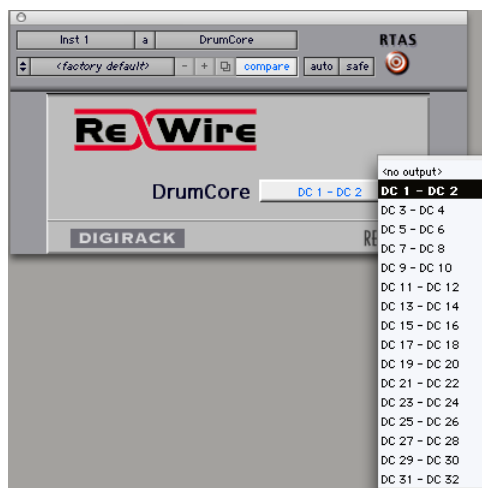 Inst 1 a DrumCore RTAS
<factory default> - + compare auto safe
ReWire
<no output>
DrumCore DC 1 - DC 2 DC 1 - DC 2
DC 3 - DC 4
DC 5 - DC 6
DIGIRACK RE
DC 7 - DC 8
DC 9 - DC 10
DC 11 - DC 12
DC 13 - DC 14
DC 15 - DC 16
DC 17 - DC 18
DC 19 - DC 20
DC 21 - DC 22
DC 23 - DC 24
DC 25 - DC 26
DC 27 - DC 28
DC 29 - DC 30
DC 31 - DC 32